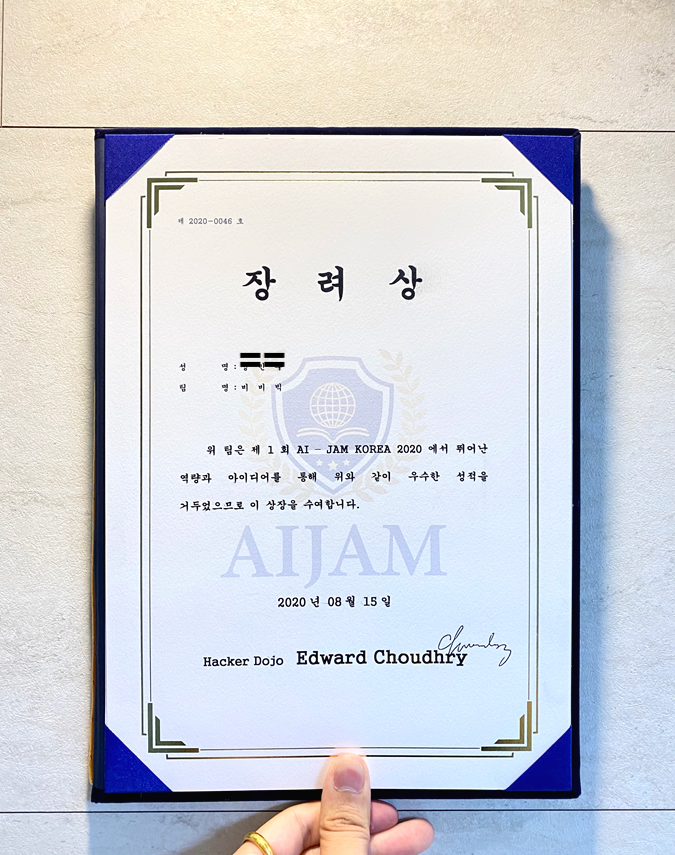 제 2020-0046 호
장 려 상
성 명 :
팀 명 : 비 비 빅
위 팀은 제 1 회 AI - JAM KOREA 2020 에서 뛰어난
역량과 아이디어를 통해 위와 같이 우수한 성적을
거두었으므로 이 상장을 수여합니다.
AIJAM
2020 년 08 월 15 일
Hacker Dojo Edward Choudhry